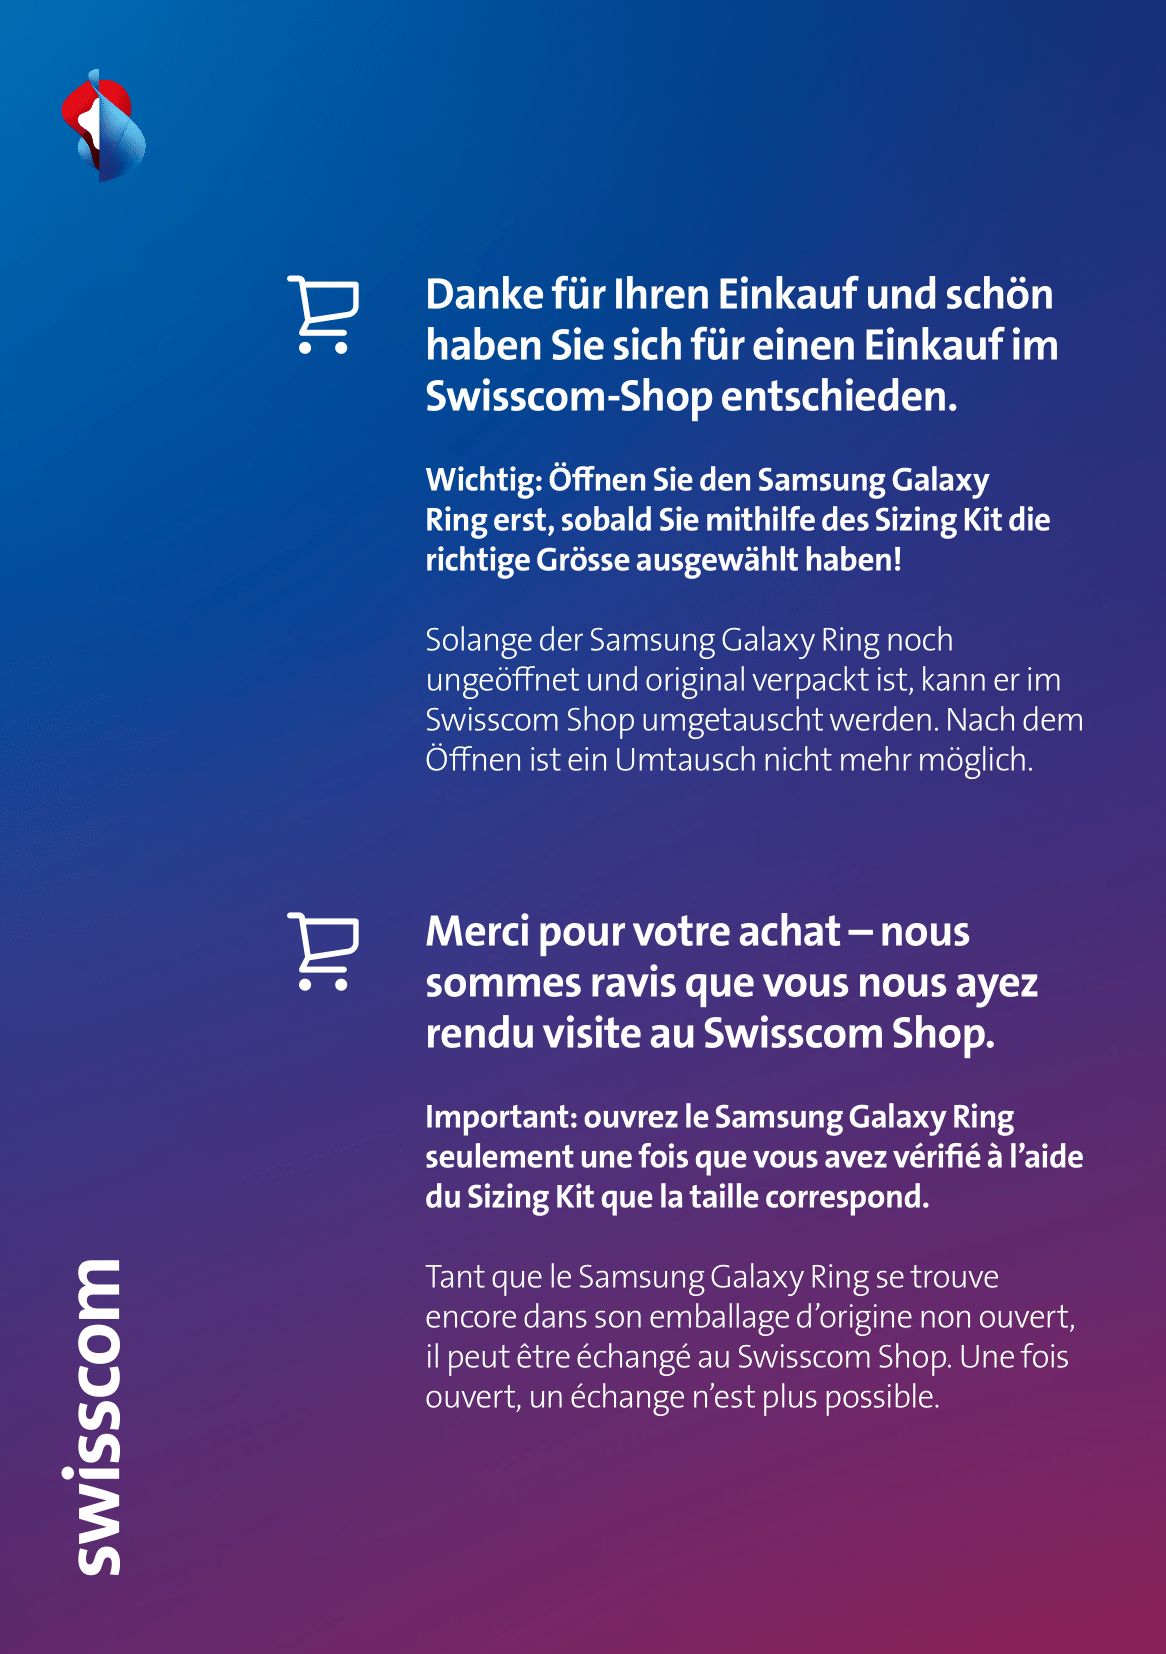 Danke für Ihren Einkauf und schön
haben Sie sich für einen Einkauf im
Swisscom-Shop entschieden.
Wichtig: Öffnen Sie den Samsung Galaxy
Ring erst, sobald Sie mithilfe des Sizing Kit die
richtige Grösse ausgewählt haben!
Solange der Samsung Galaxy Ring noch
ungeöffnet und original verpackt ist, kann er im
Swisscom Shop umgetauscht werden. Nach dem
Öffnen ist ein Umtausch nicht mehr möglich.
Merci pour votre achat – nous
sommes ravis que vous nous ayez
rendu visite au Swisscom Shop.
Important: ouvrez le Samsung Galaxy Ring
seulement une fois que vous avez vérifié à l’aide
du Sizing Kit que la taille correspond.
Tant que le Samsung Galaxy Ring se trouve
encore dans son emballage d’origine non ouvert,
il peut être échangé au Swisscom Shop. Une fois
ouvert, un échange n’est plus possible.
swisscom